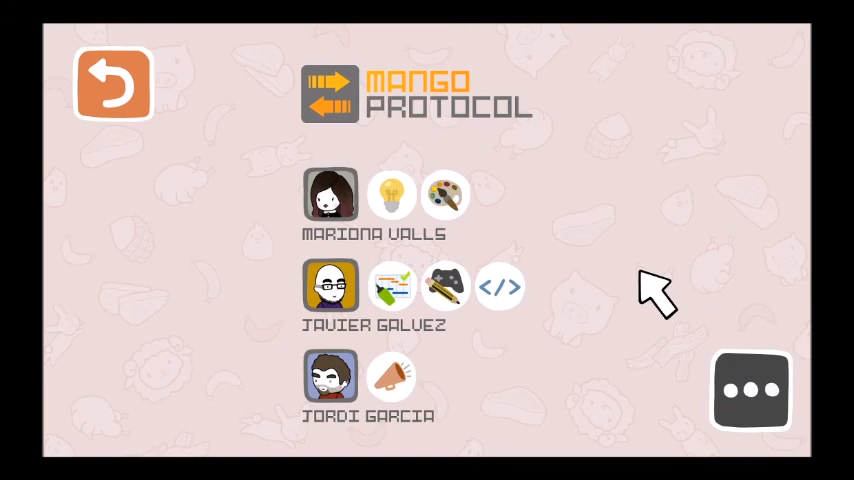 MANGO
PROTOCOL
MARIONA VALLS
</>
JAVIER GALVEZ
JORDI GARCIA